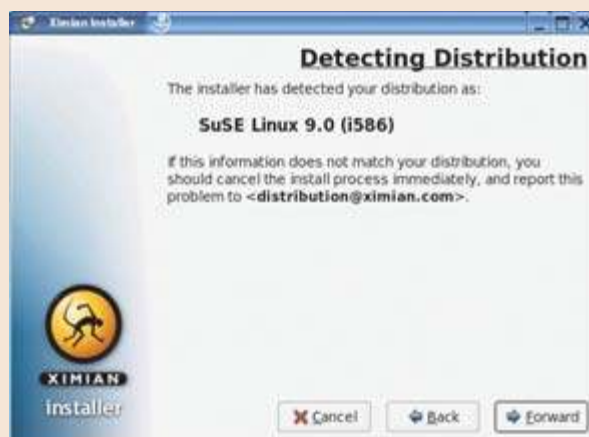 Ximian Installer
Detecting Distribution
The installer has detected your distribution as:
SuSE Linux 9.0 (i586)
If this information does not match your distribution, you
should cancel the install process immediately, and report this
problem to <distribution@ximian.com>.
XIMIAN
installer
Cancel
Back
Forward